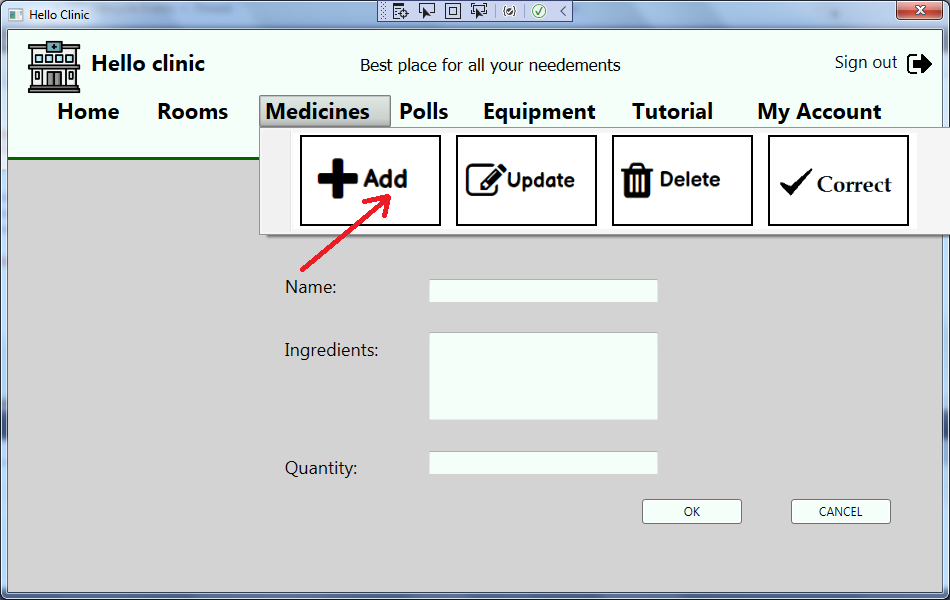 Hello Clinic
Hello clinic
Best place for all your needements
Sign out
Home Rooms Medicines Polls Equipment Tutorial My Account
Add Update Delete Correct
Name:
Ingredients:
Quantity:
OK CANCEL